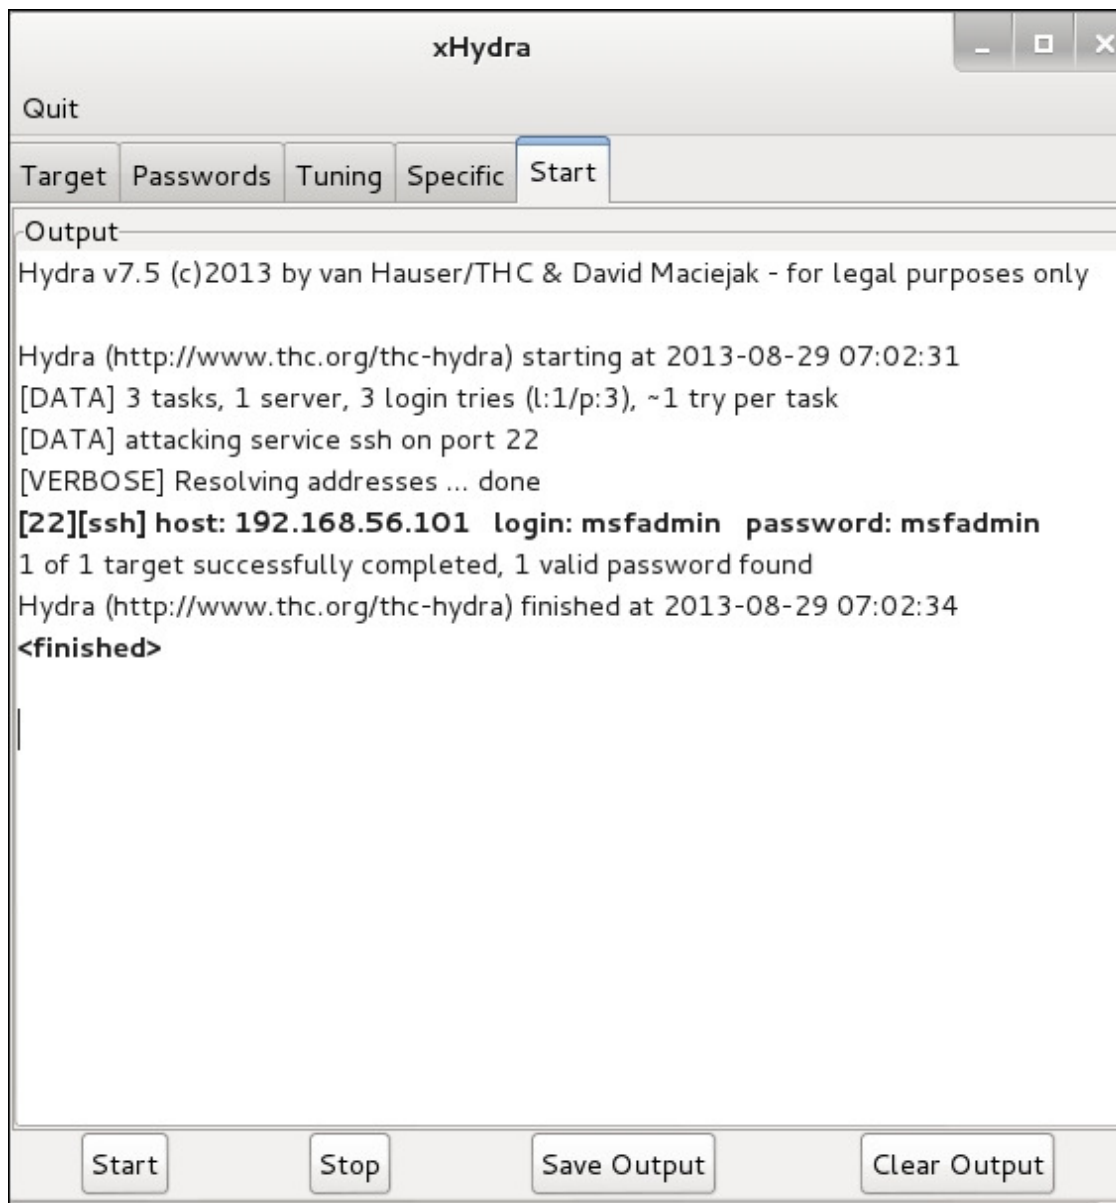 xHydra
Quit
Target Passwords Tuning Specific Start
Output
Hydra v7.5 (c)2013 by van Hauser/THC & David Maciejak - for legal purposes only
Hydra (http://www.thc.org/thc-hydra) starting at 2013-08-29 07:02:31
[DATA] 3 tasks, 1 server, 3 login tries (l:1/p:3), ~1 try per task
[DATA] attacking service ssh on port 22
[VERBOSE] Resolving addresses ... done
[22][ssh] host: 192.168.56.101   login: msfadmin   password: msfadmin
1 of 1 target successfully completed, 1 valid password found
Hydra (http://www.thc.org/thc-hydra) finished at 2013-08-29 07:02:34
<finished>
Start Stop Save Output Clear Output